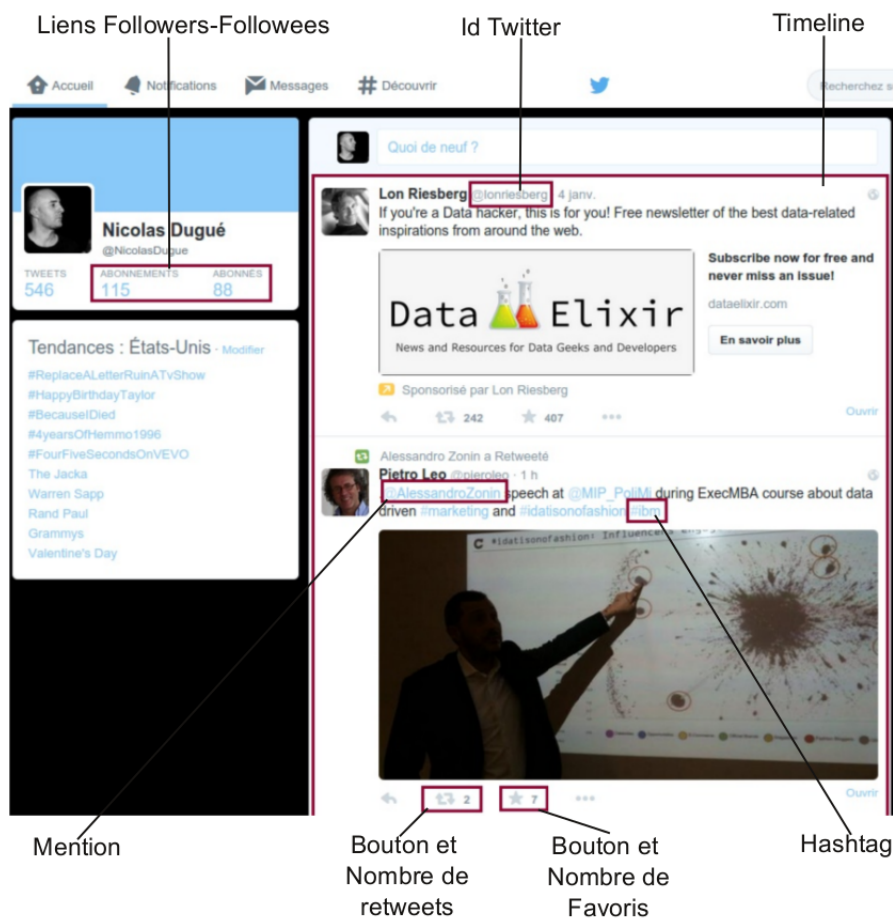 Liens Followers-Followees
Id Twitter
Timeline
Accueil
Notifications
Messages
Découvrir
Recherchez s
Quoi de neuf ?
Nicolas Dugué
@NicolasDugue
TWEETS ABONNEMENTS ABONNÉS
546 115 88
Tendances : États-Unis · Modifier
#ReplaceALetterRuinATvShow
#HappyBirthdayTaylor
#BecauseIDied
#4yearsOfHemmo1996
#FourFiveSecondsOnVEVO
The Jacka
Warren Sapp
Rand Paul
Grammys
Valentine's Day
Lon Riesberg @lonriesberg · 4 janv.
If you're a Data hacker, this is for you! Free newsletter of the best data-related
inspirations from around the web.
Data Elixir
News and Resources for Data Geeks and Developers
Subscribe now for free and
never miss an Issue!
dataelixir.com
En savoir plus
Sponsorisé par Lon Riesberg
242 407
Ouvrir
Alessandro Zonin a Retweeté
Pietro Leo @pieroleo · 1 h
.@AlessandroZonin speech at @MIP_PoliMi during ExecMBA course about data
driven #marketing and #idatisonofashion #ibm
#idatisonofashion: Influencers
2 7
Ouvrir
Mention
Bouton et
Nombre de
retweets
Bouton et
Nombre de
Favoris
Hashtag